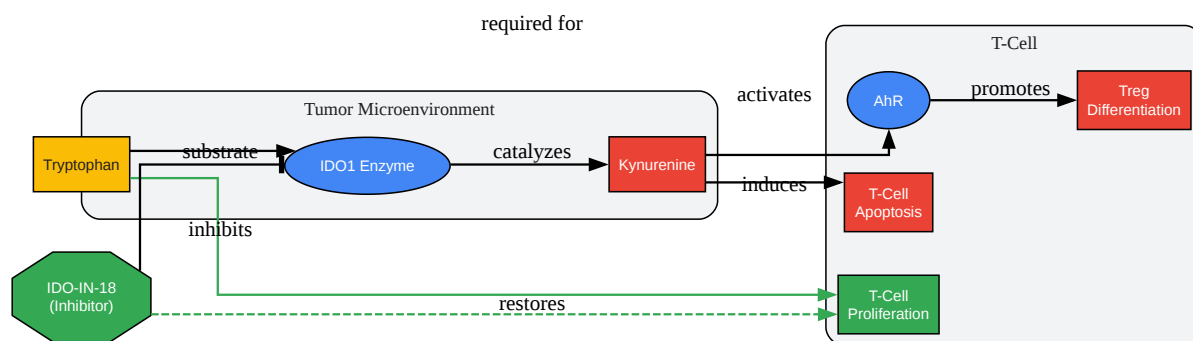 required for
T-Cell
Tumor Microenvironment
activates
AhR
promotes
Treg
Differentiation
Tryptophan
substrate
IDO1 Enzyme
catalyzes
Kynurenine
induces
T-Cell
Apoptosis
inhibits
IDO-IN-18
(Inhibitor)
restores
T-Cell
Proliferation